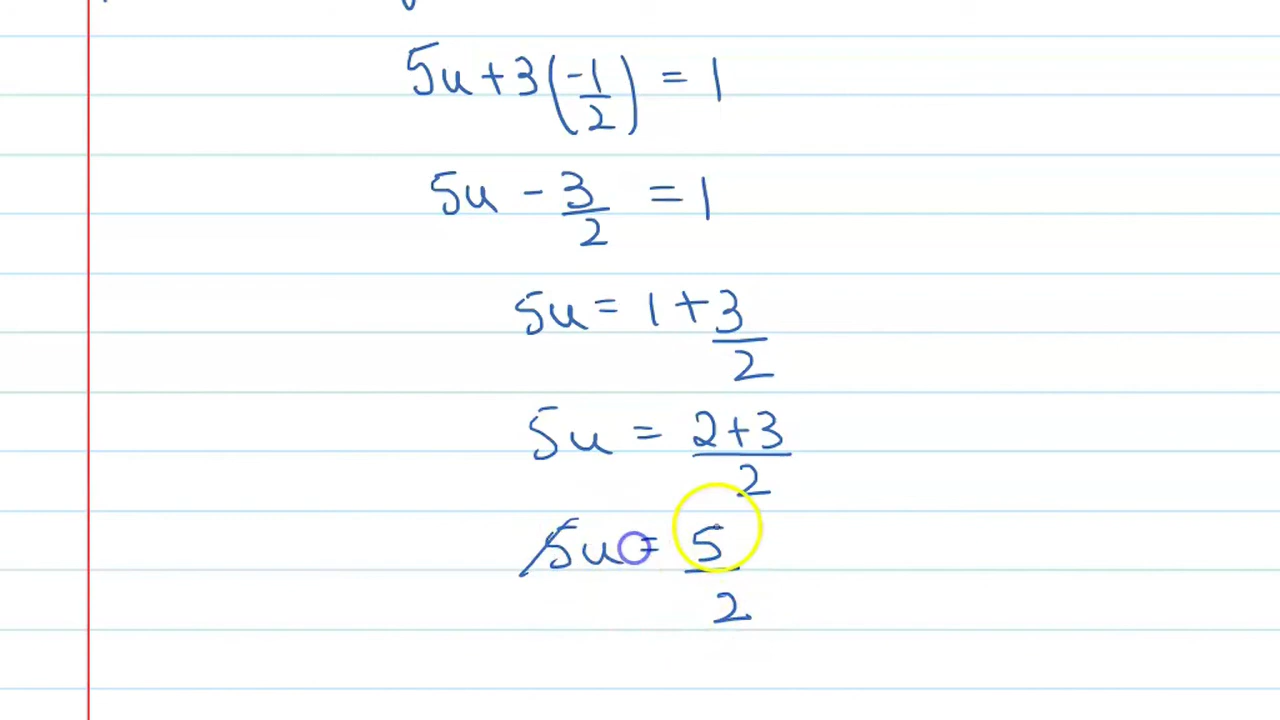 5u + 3(-1/2) = 1
5u - 3/2 = 1
5u = 1 + 3/2
5u = 2+3/2
5u = 5/2